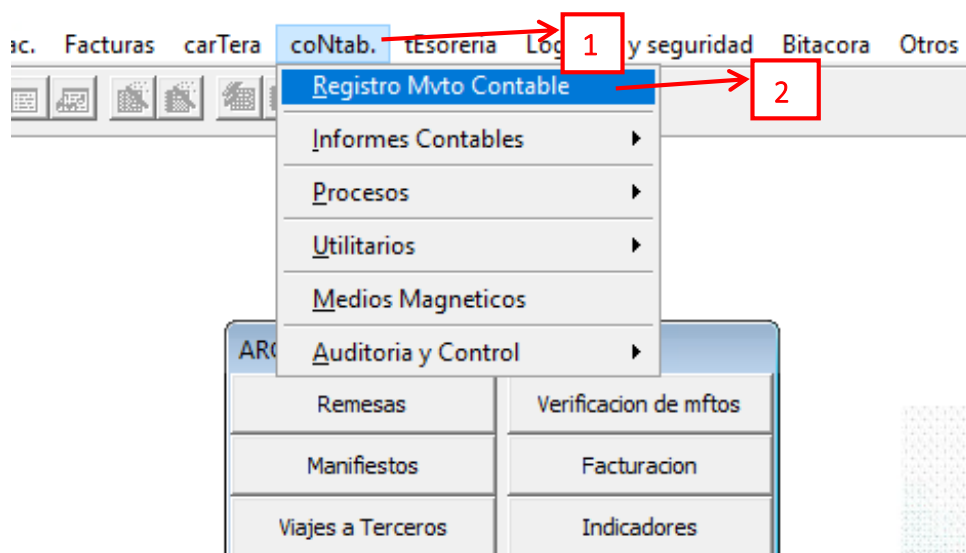 ac. Facturas carTera coNtab. tEsoreria Log 1 y seguridad Bitacora Otros
Registro Mvto Contable 2
Informes Contables
Procesos
Utilitarios
Medios Magneticos
ARC Auditoria y Control
Remesas Verificacion de mftos
Manifiestos Facturacion
Viajes a Terceros Indicadores